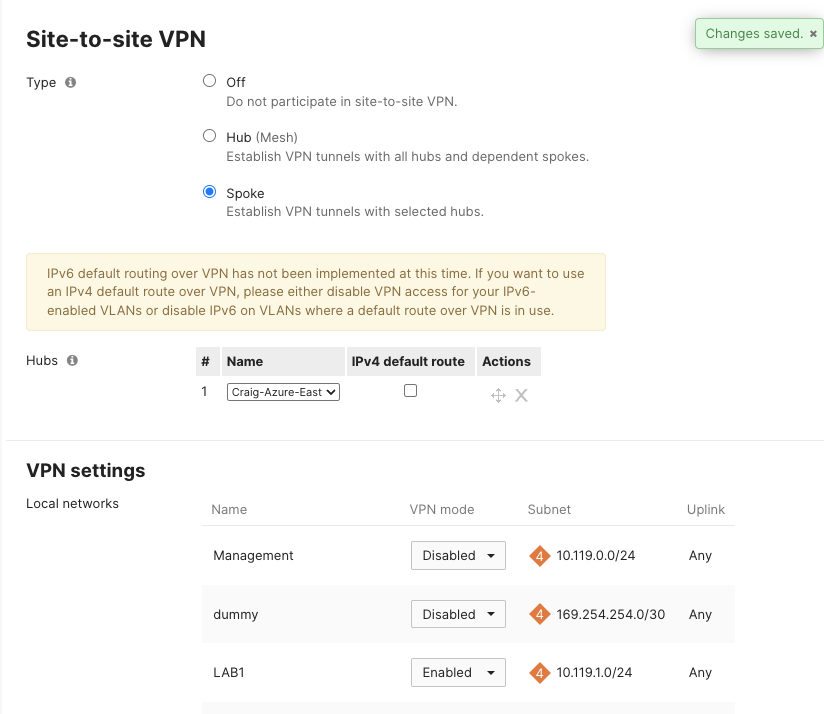 Site-to-site VPN
Changes saved. ×
Type
Off
Do not participate in site-to-site VPN.
Hub (Mesh)
Establish VPN tunnels with all hubs and dependent spokes.
Spoke
Establish VPN tunnels with selected hubs.
IPv6 default routing over VPN has not been implemented at this time. If you want to use
an IPv4 default route over VPN, please either disable VPN access for your IPv6-
enabled VLANs or disable IPv6 on VLANs where a default route over VPN is in use.
Hubs
# Name IPv4 default route Actions
1 Craig-Azure-East
VPN settings
Local networks
Name VPN mode Subnet Uplink
Management Disabled 4 10.119.0.0/24 Any
dummy Disabled 4 169.254.254.0/30 Any
LAB1 Enabled 4 10.119.1.0/24 Any